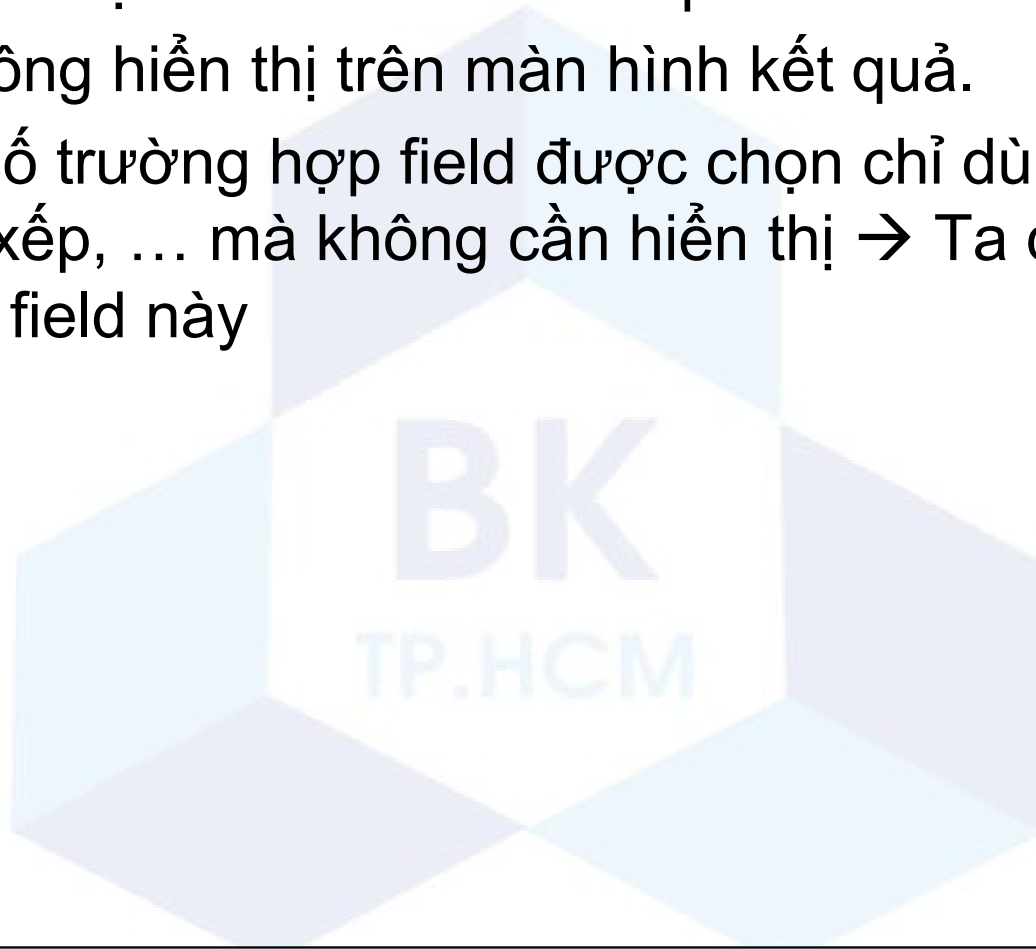 ông hiển thị trên màn hình kết quả.
ố trường hợp field được chọn chỉ dù
xếp, … mà không cần hiển thị → Ta
field này
BK
TP.HCM